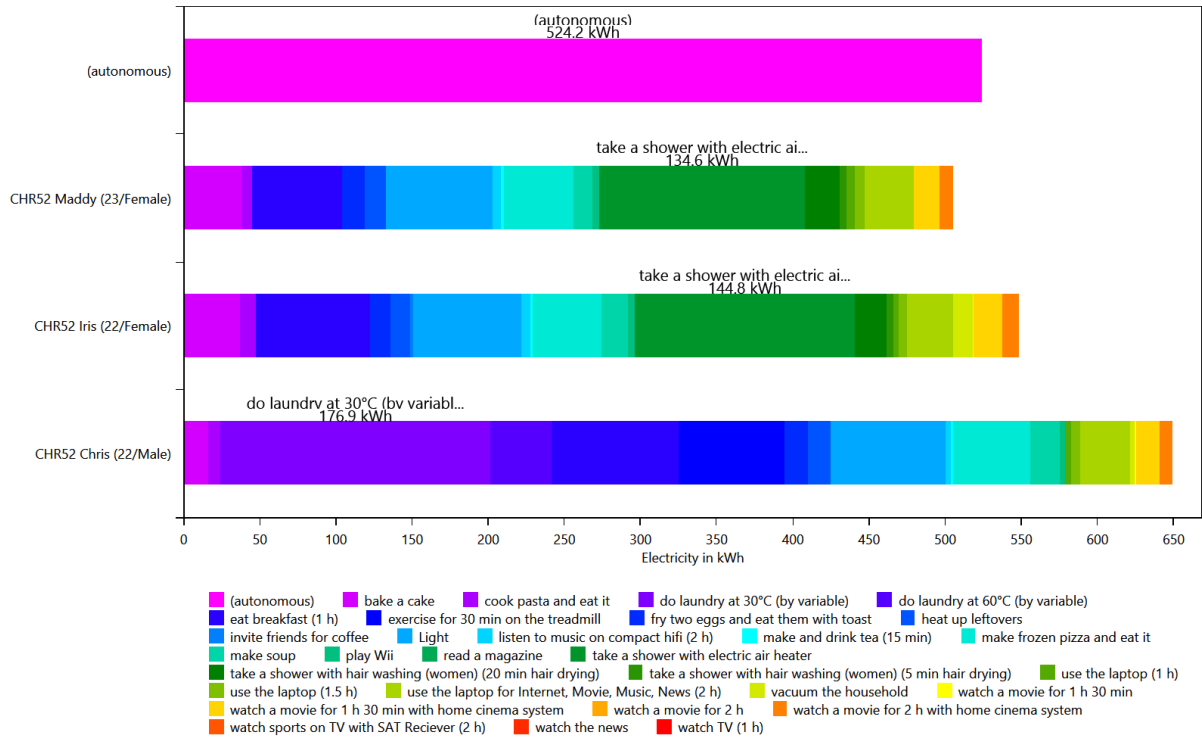 (autonomous)
524.2 kWh
(autonomous)
take a shower with electric ai...
134.6 kWh
CHR52 Maddy (23/Female)
take a shower with electric ai...
144.8 kWh
CHR52 Iris (22/Female)
do laundry at 30°C (by variabl...
176.9 kWh
CHR52 Chris (22/Male)
0 50 100 150 200 250 300 350 400 450 500 550 600 650
Electricity in kWh
(autonomous) bake a cake cook pasta and eat it do laundry at 30°C (by variable) do laundry at 60°C (by variable)
eat breakfast (1 h) exercise for 30 min on the treadmill fry two eggs and eat them with toast heat up leftovers
invite friends for coffee Light listen to music on compact hifi (2 h) make and drink tea (15 min) make frozen pizza and eat it
make soup play Wii read a magazine take a shower with electric air heater
take a shower with hair washing (women) (20 min hair drying) take a shower with hair washing (women) (5 min hair drying) use the laptop (1 h)
use the laptop (1.5 h) use the laptop for Internet, Movie, Music, News (2 h) vacuum the household watch a movie for 1 h 30 min
watch a movie for 1 h 30 min with home cinema system watch a movie for 2 h watch a movie for 2 h with home cinema system
watch sports on TV with SAT Reciever (2 h) watch the news watch TV (1 h)